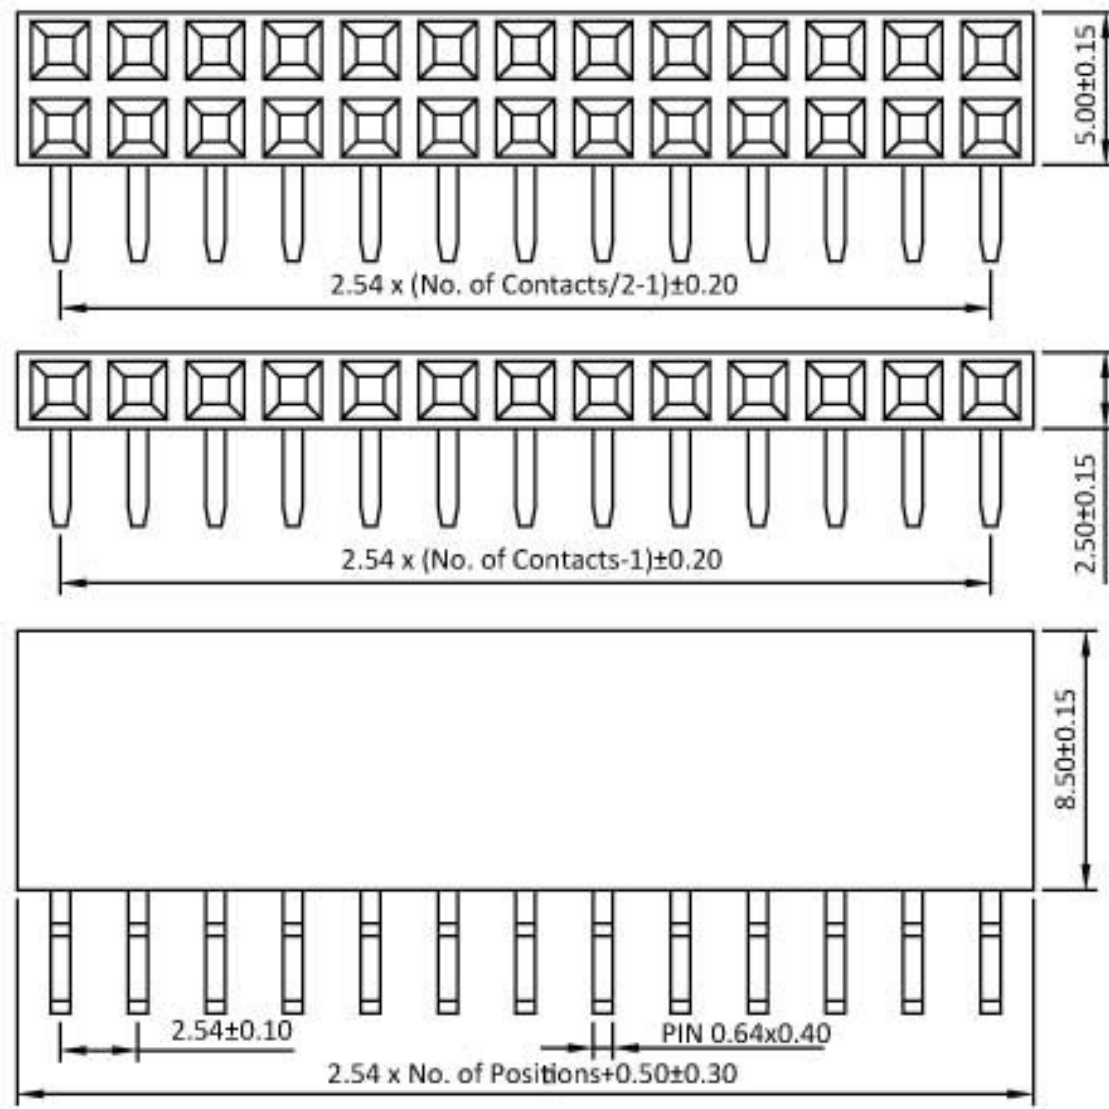 5.00±0.15
2.54 x (No. of Contacts/2-1)±0.20
2.50±0.15
2.54 x (No. of Contacts-1)±0.20
8.50±0.15
2.54±0.10
PIN 0.64x0.40
2.54 x No. of Positions+0.50±0.30